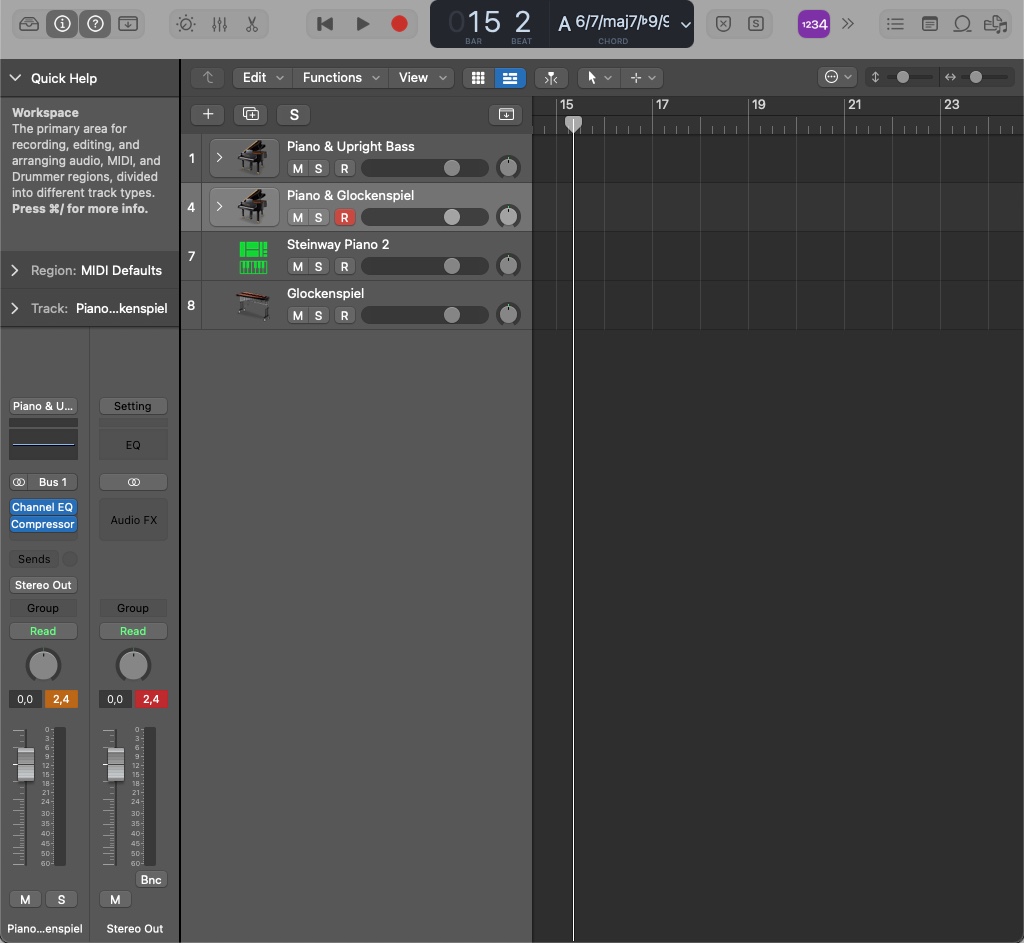 015 2
BAR BEAT
A 6/7/maj7/♭9/9
CHORD
S
1234
Quick Help
Edit
Functions
View
Workspace
The primary area for
recording, editing, and
arranging audio, MIDI, and
Drummer regions, divided
into different track types.
Press ⌘/ for more info.
Region: MIDI Defaults
Track: Piano...kenspiel
+
S
15 17 19 21 23
1
Piano & Upright Bass
M S R
4
Piano & Glockenspiel
M S R
7
Steinway Piano 2
M S R
8
Glockenspiel
M S R
Piano & U... Setting
EQ
Bus 1
Channel EQ
Compressor
Audio FX
Sends
Stereo Out
Group Group
Read Read
0,0 2,4 0,0 2,4
0 0
3 3
6 6
9 9
12 12
15 15
18 18
21 21
24 24
30 30
35 35
40 40
45 45
50 50
60 60
Bnc
M S M
Piano...enspiel Stereo Out